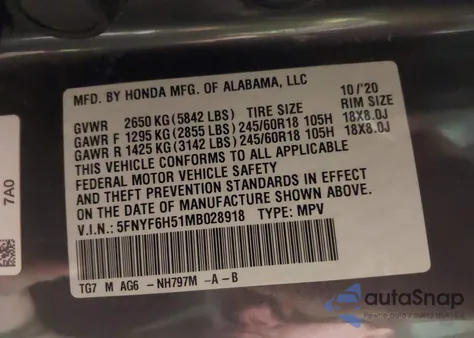 MFD. BY HONDA MFG. OF ALABAMA, LLC 10/'20
GVWR 2650 KG (5842 LBS) TIRE SIZE RIM SIZE
GAWR F 1295 KG (2855 LBS) 245/60R18 105H 18X8.0J
GAWR R 1425 KG (3142 LBS) 245/60R18 105H 18X8.0J
THIS VEHICLE CONFORMS TO ALL APPLICABLE
FEDERAL MOTOR VEHICLE SAFETY
AND THEFT PREVENTION STANDARDS IN EFFECT
ON THE DATE OF MANUFACTURE SHOWN ABOVE.
V.I.N.: 5FNYF6H51MB028918 TYPE: MPV
TG7 M AG6 -NH797M -A -B
7A0
autoSnap